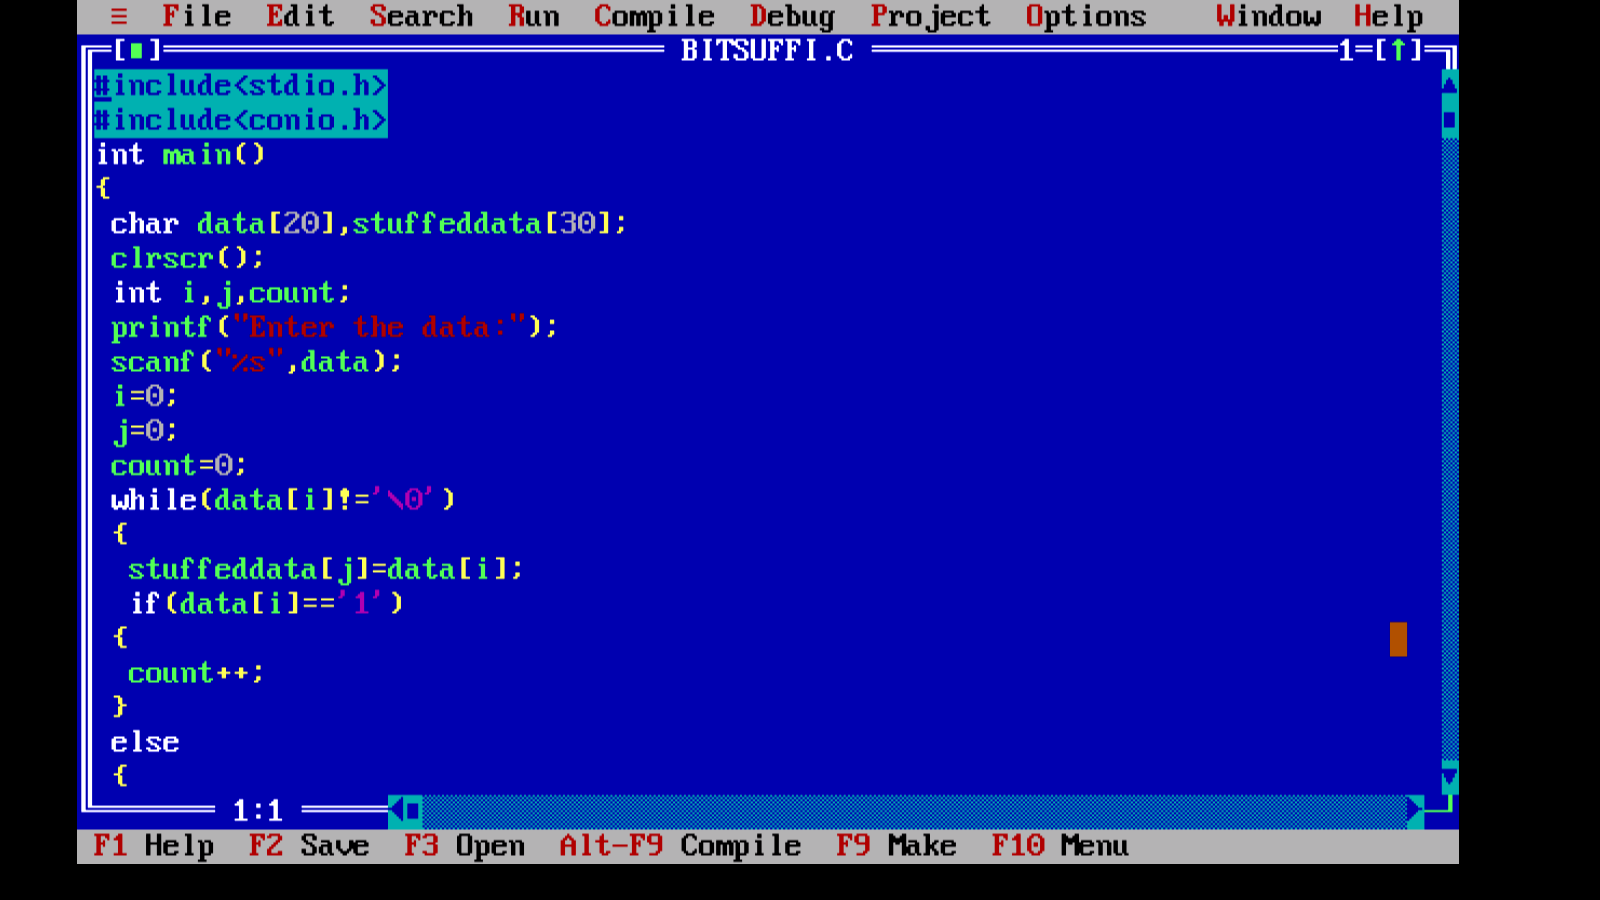 ≡ File Edit Search Run Compile Debug Project Options Window Help
[■] BITSUFFI.C 1=[↑]
#include<stdio.h>
#include<conio.h>
int main()
{
char data[20],stuffeddata[30];
clrscr();
int i,j,count;
printf("Enter the data:");
scanf("%s",data);
i=0;
j=0;
count=0;
while(data[i]!='\0')
{
stuffeddata[j]=data[i];
if(data[i]=='1')
{
count++;
}
else
{
1:1
F1 Help F2 Save F3 Open Alt-F9 Compile F9 Make F10 Menu